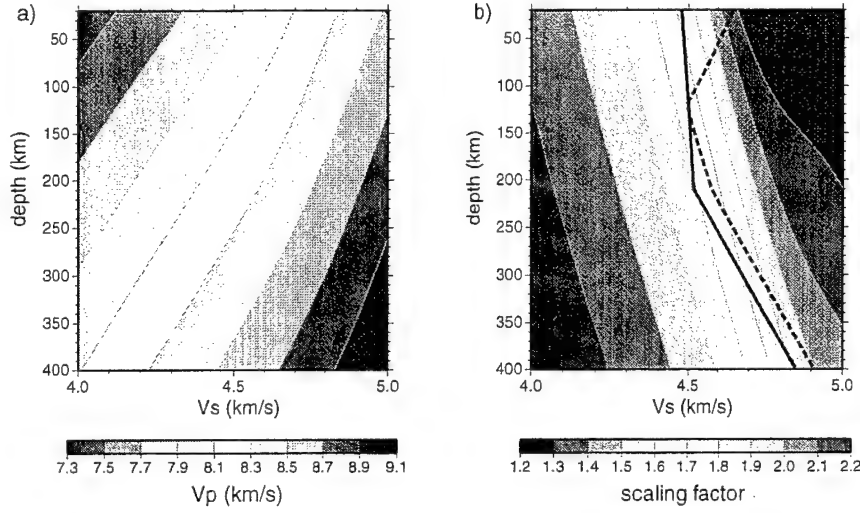 a)
50
100
150
200
250
300
350
400
depth (km)
4.0 4.5 5.0
Vs (km/s)
7.3 7.5 7.7 7.9 8.1 8.3 8.5 8.7 8.9 9.1
Vp (km/s)
b)
50
100
150
200
250
300
350
400
depth (km)
4.0 4.5 5.0
Vs (km/s)
1.2 1.3 1.4 1.5 1.6 1.7 1.8 1.9 2.0 2.1 2.2
scaling factor